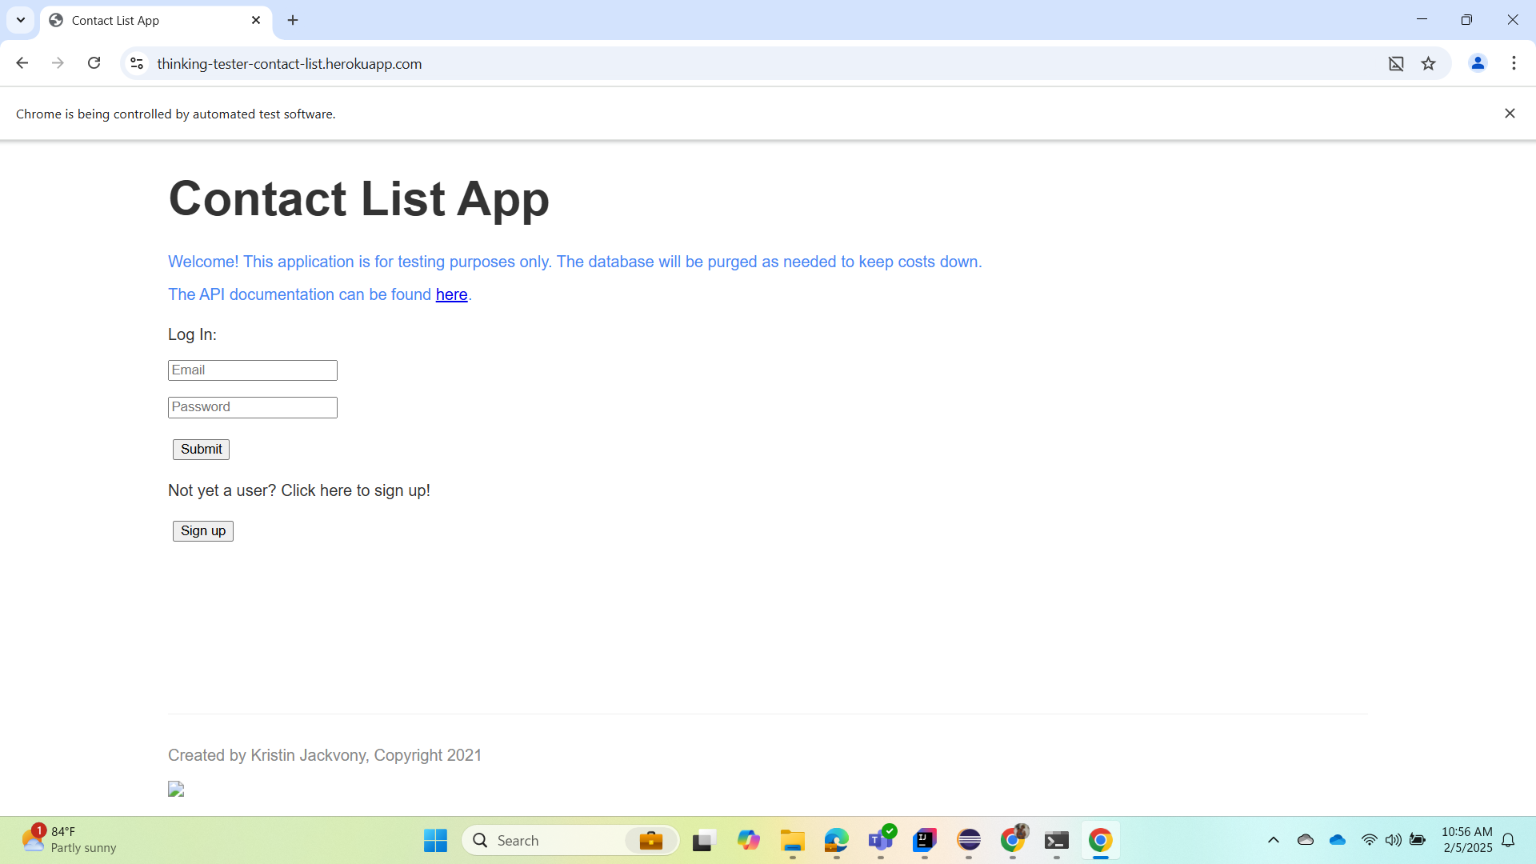 Contact List App
thinking-tester-contact-list.herokuapp.com
Chrome is being controlled by automated test software.
Contact List App
Welcome! This application is for testing purposes only. The database will be purged as needed to keep costs down.
The API documentation can be found here.
Log In:
Email
Password
Submit
Not yet a user? Click here to sign up!
Sign up
Created by Kristin Jackvony, Copyright 2021
1
84°F
Partly sunny
Search
10:56 AM
2/5/2025